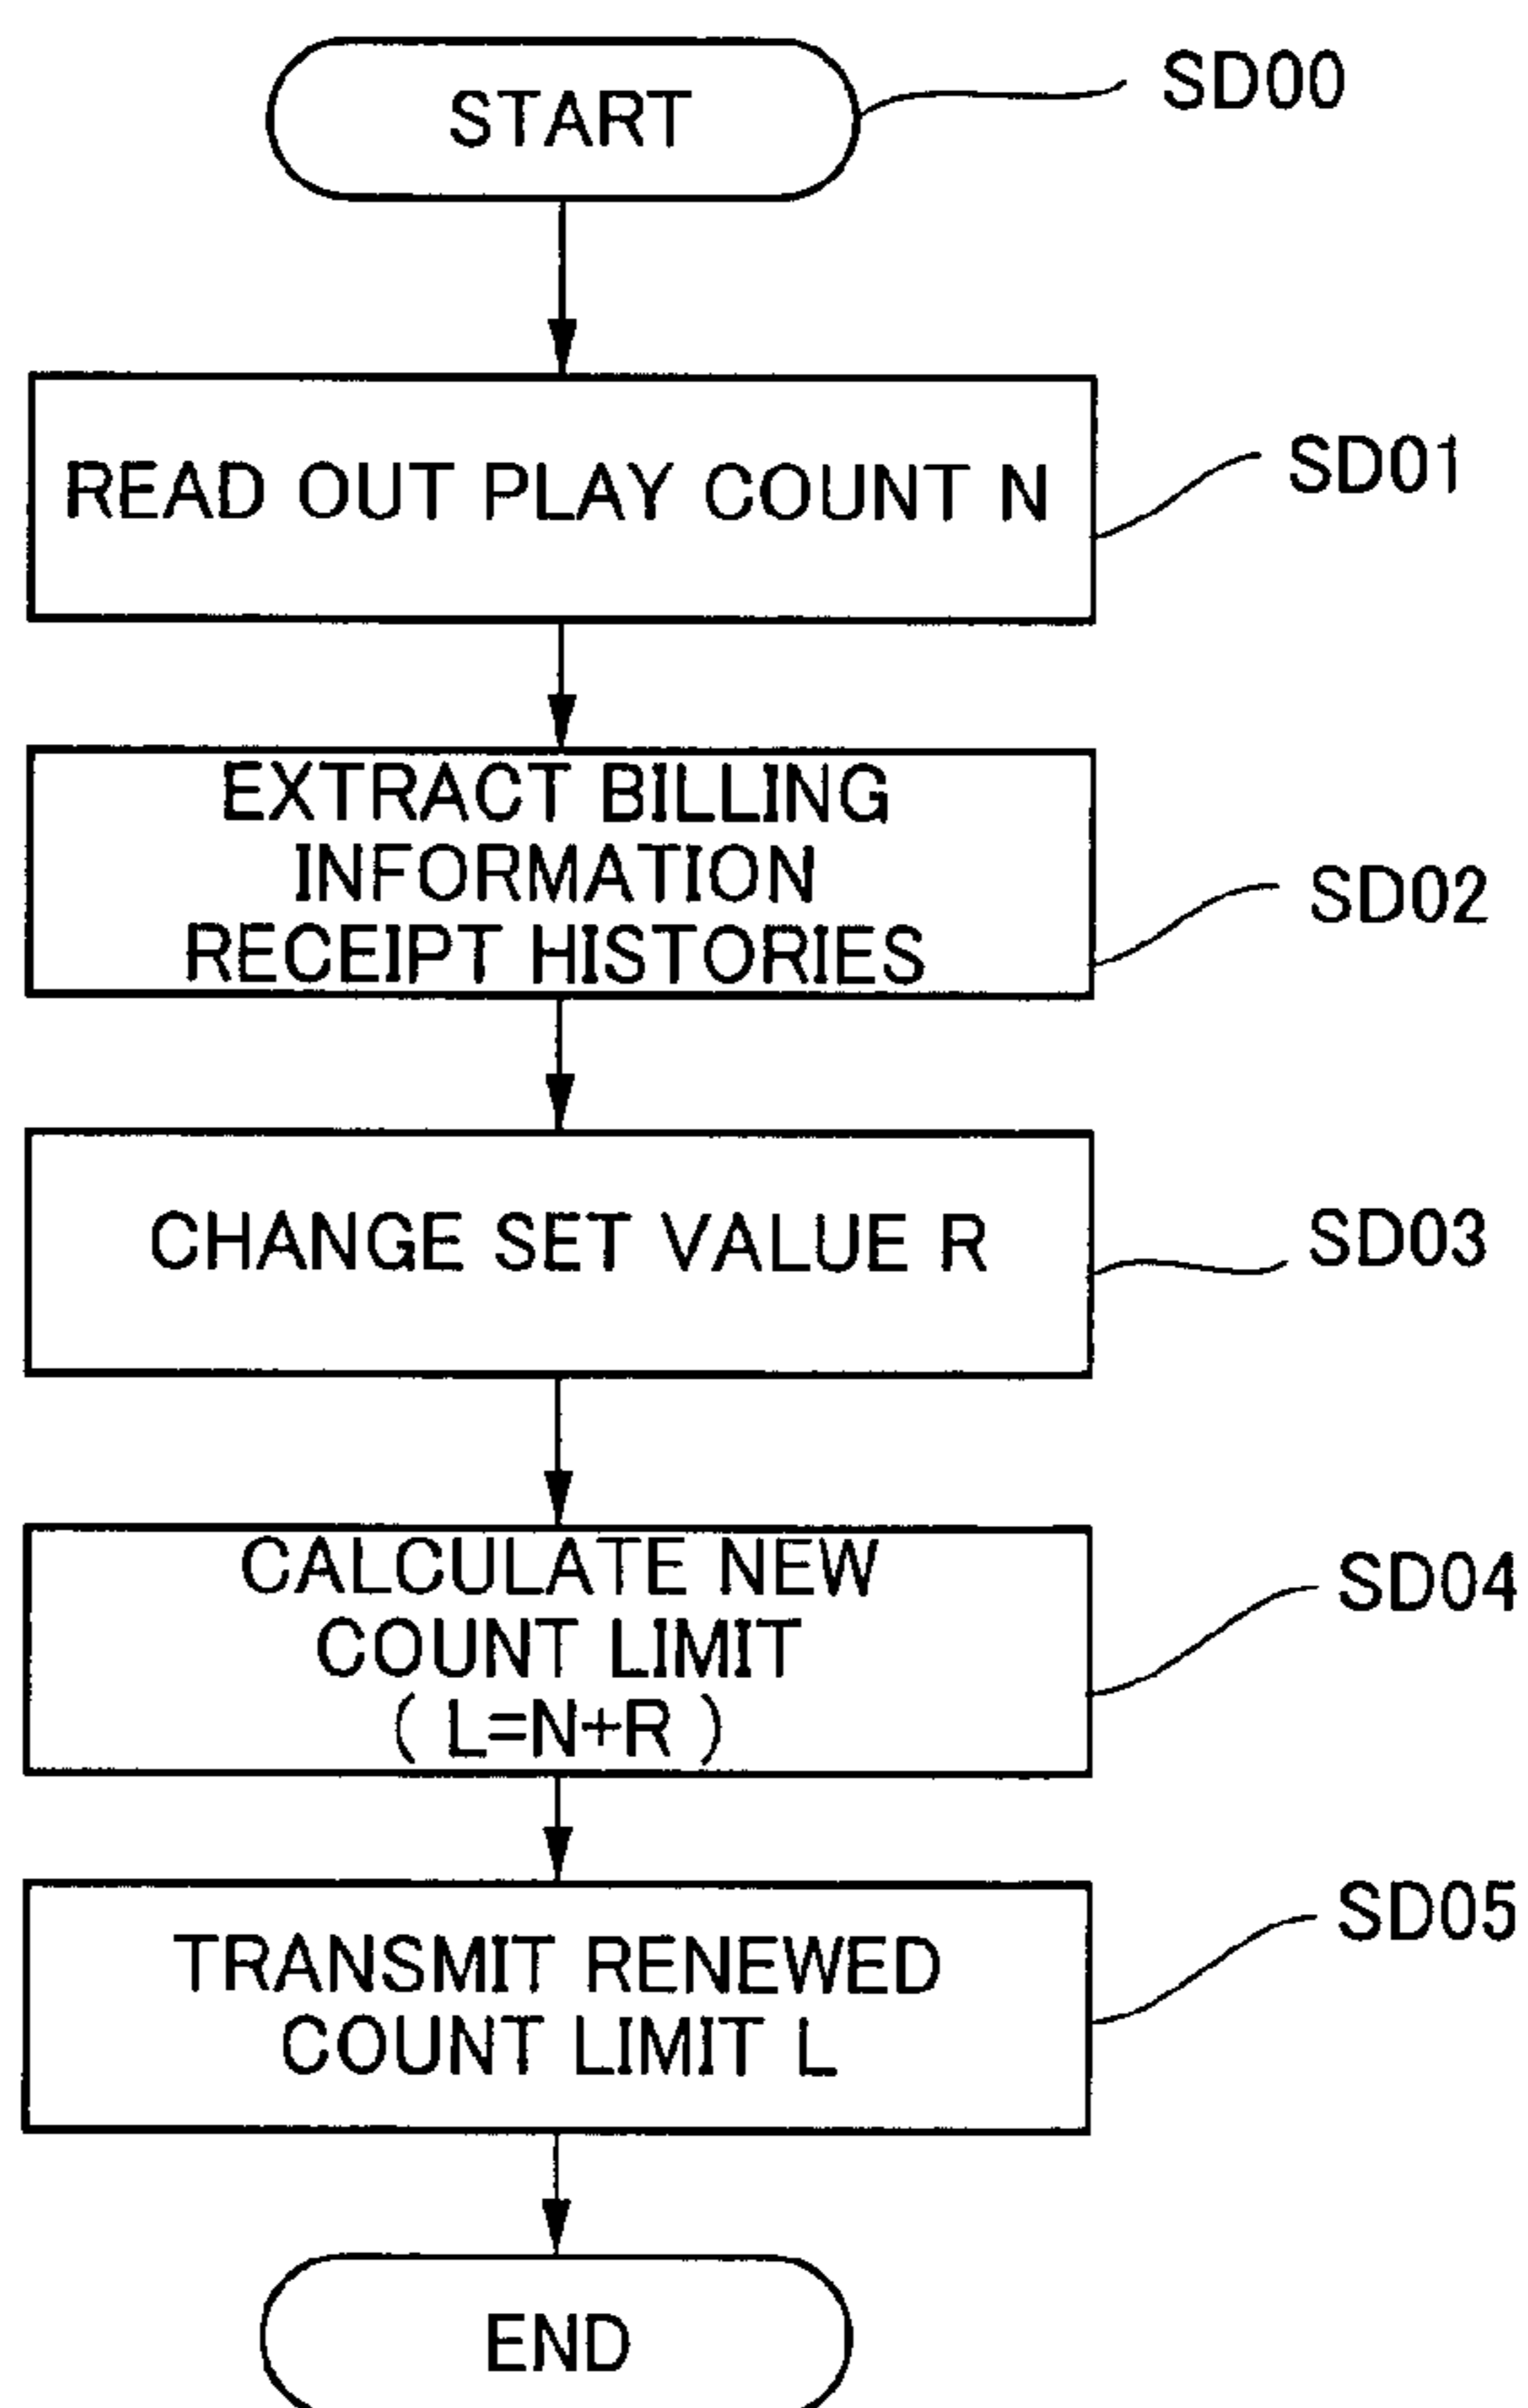 START
SD00
READ OUT PLAY COUNT N
SD01
EXTRACT BILLING
INFORMATION
RECEIPT HISTORIES
SD02
CHANGE SET VALUE R
SD03
CALCULATE NEW
COUNT LIMIT
( L=N+R )
SD04
TRANSMIT RENEWED
COUNT LIMIT L
SD05
END